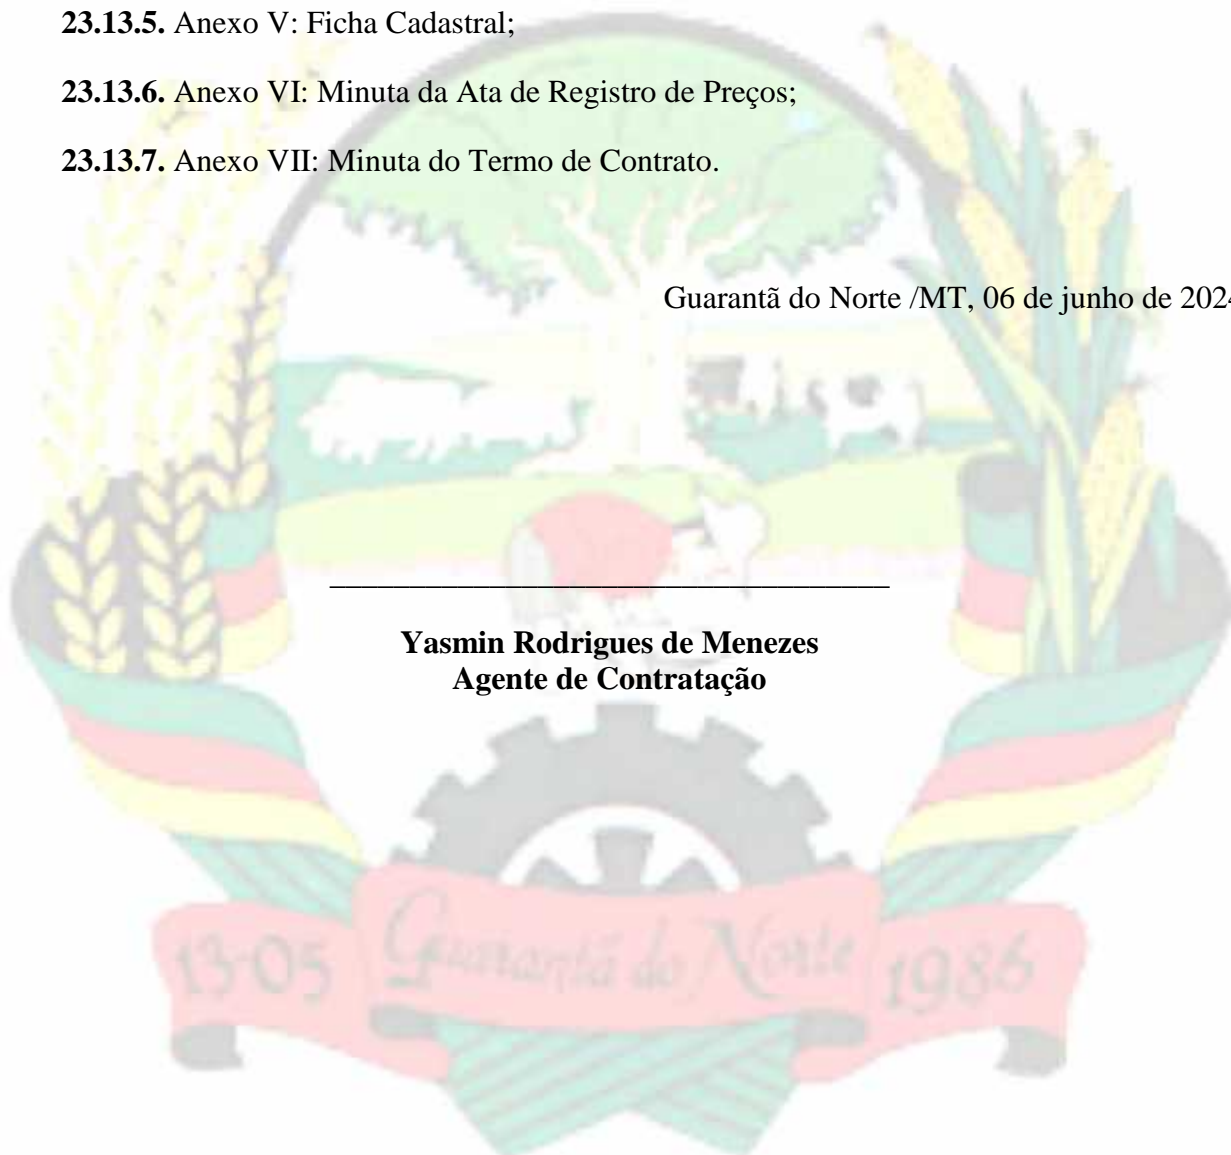 23.13.5. Anexo V: Ficha Cadastral;
23.13.6. Anexo VI: Minuta da Ata de Registro de Preços;
23.13.7. Anexo VII: Minuta do Termo de Contrato.
Guarantã do Norte /MT, 06 de junho de 2024
Yasmin Rodrigues de Menezes
Agente de Contratação
13-05 Guarantã do Norte 1986